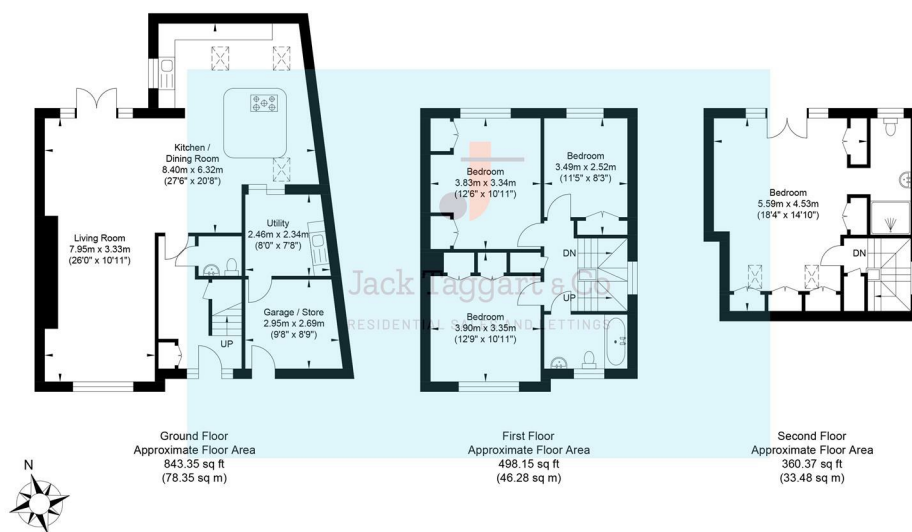 Kitchen /
Dining Room
8.40m x 6.32m
(27'6" x 20'8")
Living Room
7.95m x 3.33m
(26'0" x 10'11")
Utility
2.46m x 2.34m
(8'0" x 7'8")
Garage / Store
2.95m x 2.69m
(9'8" x 8'9")
UP
Ground Floor
Approximate Floor Area
843.35 sq ft
(78.35 sq m)
Bedroom
3.83m x 3.34m
(12'6" x 10'11")
Bedroom
3.49m x 2.52m
(11'5" x 8'3")
DN
UP
Bedroom
3.90m x 3.35m
(12'9" x 10'11")
First Floor
Approximate Floor Area
498.15 sq ft
(46.28 sq m)
Bedroom
5.59m x 4.53m
(18'4" x 14'10")
DN
Second Floor
Approximate Floor Area
360.37 sq ft
(33.48 sq m)
Jack Taggart & Co
RESIDENTIAL SALES AND LETTINGS
N